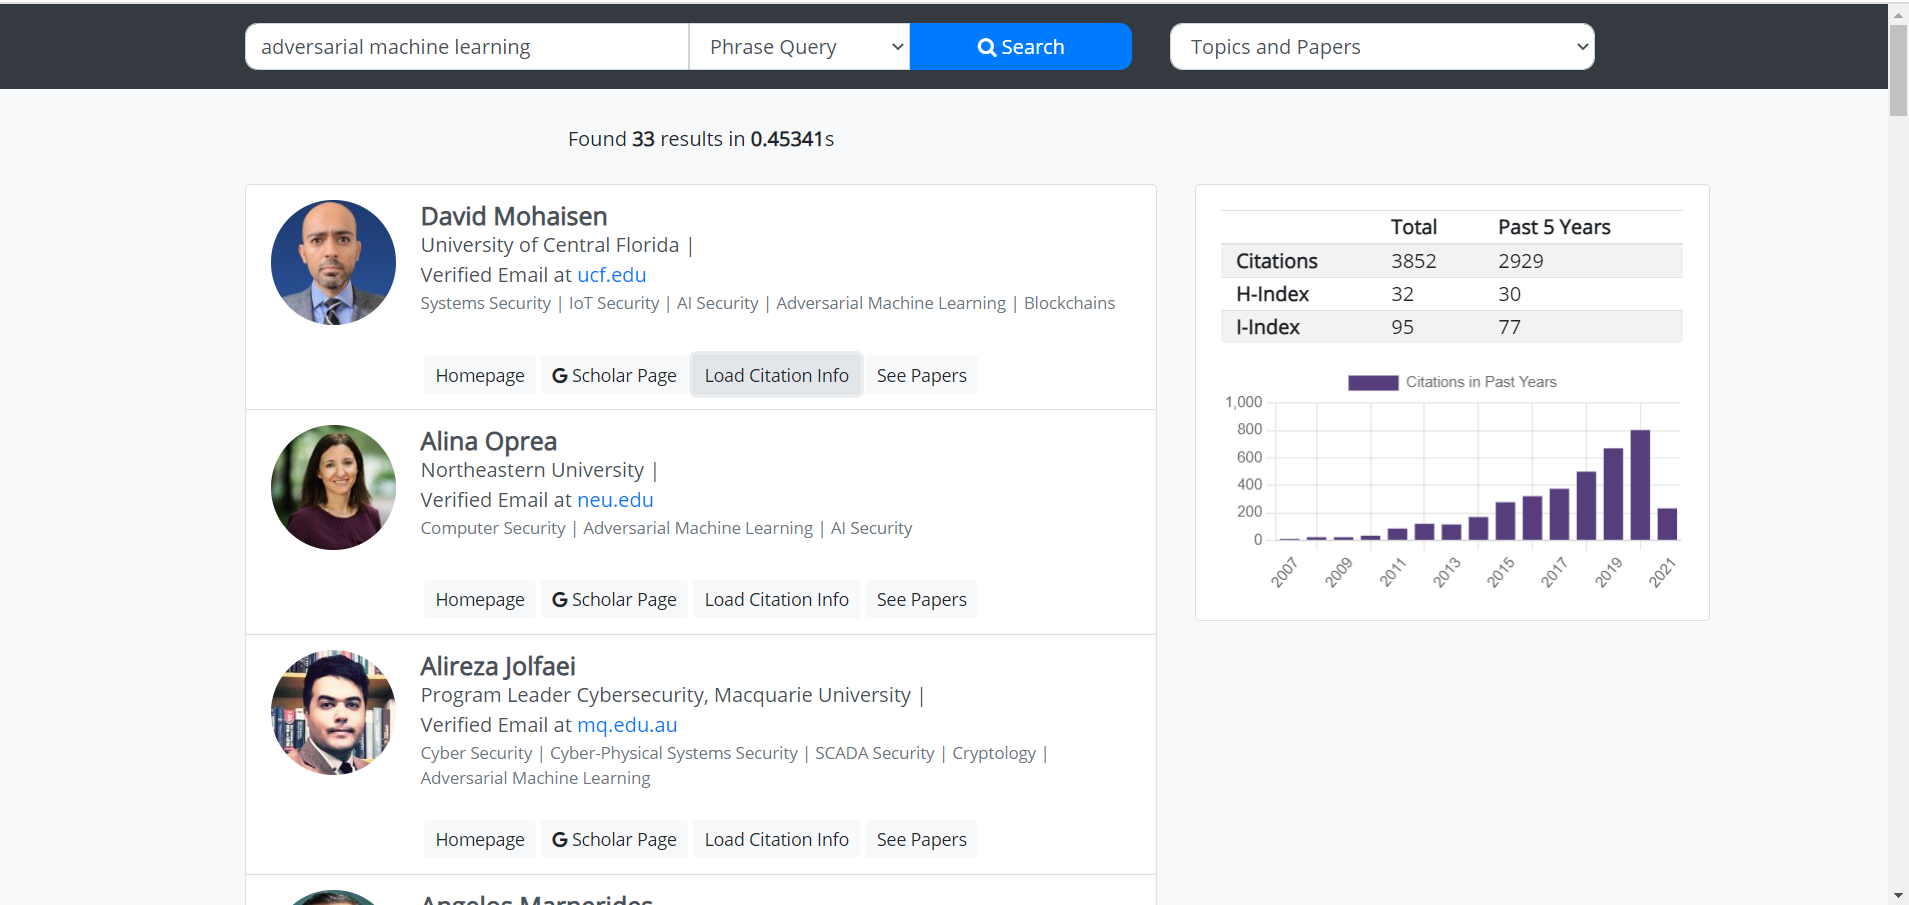 adversarial machine learning
Phrase Query
Search
Topics and Papers
Found 33 results in 0.45341s
David Mohaisen
University of Central Florida |
Verified Email at ucf.edu
Systems Security | IoT Security | AI Security | Adversarial Machine Learning | Blockchains
Homepage
G Scholar Page
Load Citation Info
See Papers
Alina Oprea
Northeastern University |
Verified Email at neu.edu
Computer Security | Adversarial Machine Learning | AI Security
Homepage
G Scholar Page
Load Citation Info
See Papers
Alireza Jolfaei
Program Leader Cybersecurity, Macquarie University |
Verified Email at mq.edu.au
Cyber Security | Cyber-Physical Systems Security | SCADA Security | Cryptology |
Adversarial Machine Learning
Homepage
G Scholar Page
Load Citation Info
See Papers
Angelos Marnerides
Total Past 5 Years
Citations 3852 2929
H-Index 32 30
I-Index 95 77
Citations in Past Years
1,000
800
600
400
200
0
2007 2009 2011 2013 2015 2017 2019 2021